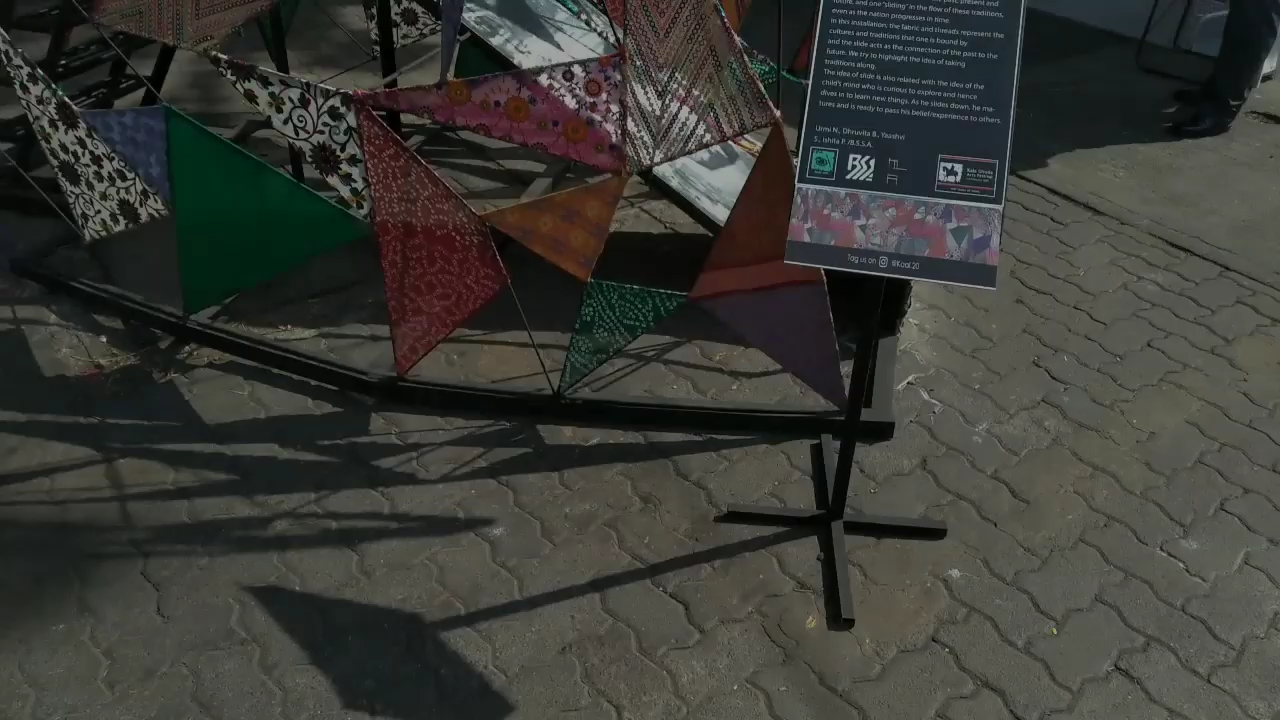 future, and one "sliding" in the flow of these traditions,
even as the nation progresses in time.
In this installation, the fabric and threads represent the
cultures and traditions that one is bound by
and the slide acts as the connection of the past to the
future. We try to highlight the idea of taking
traditions along.
The idea of slide is also related with the idea of the
child's mind who is curious to explore and hence
dives in to learn new things. As he slides down, he ma-
tures and is ready to pass his belief/experience to others.
Urmi N., Dhruvita B., Yashvi
S., Ishita P./B.S.S.A.
BSSA
Kala Ghoda
Arts Festival
Tag us on @Kaal.20